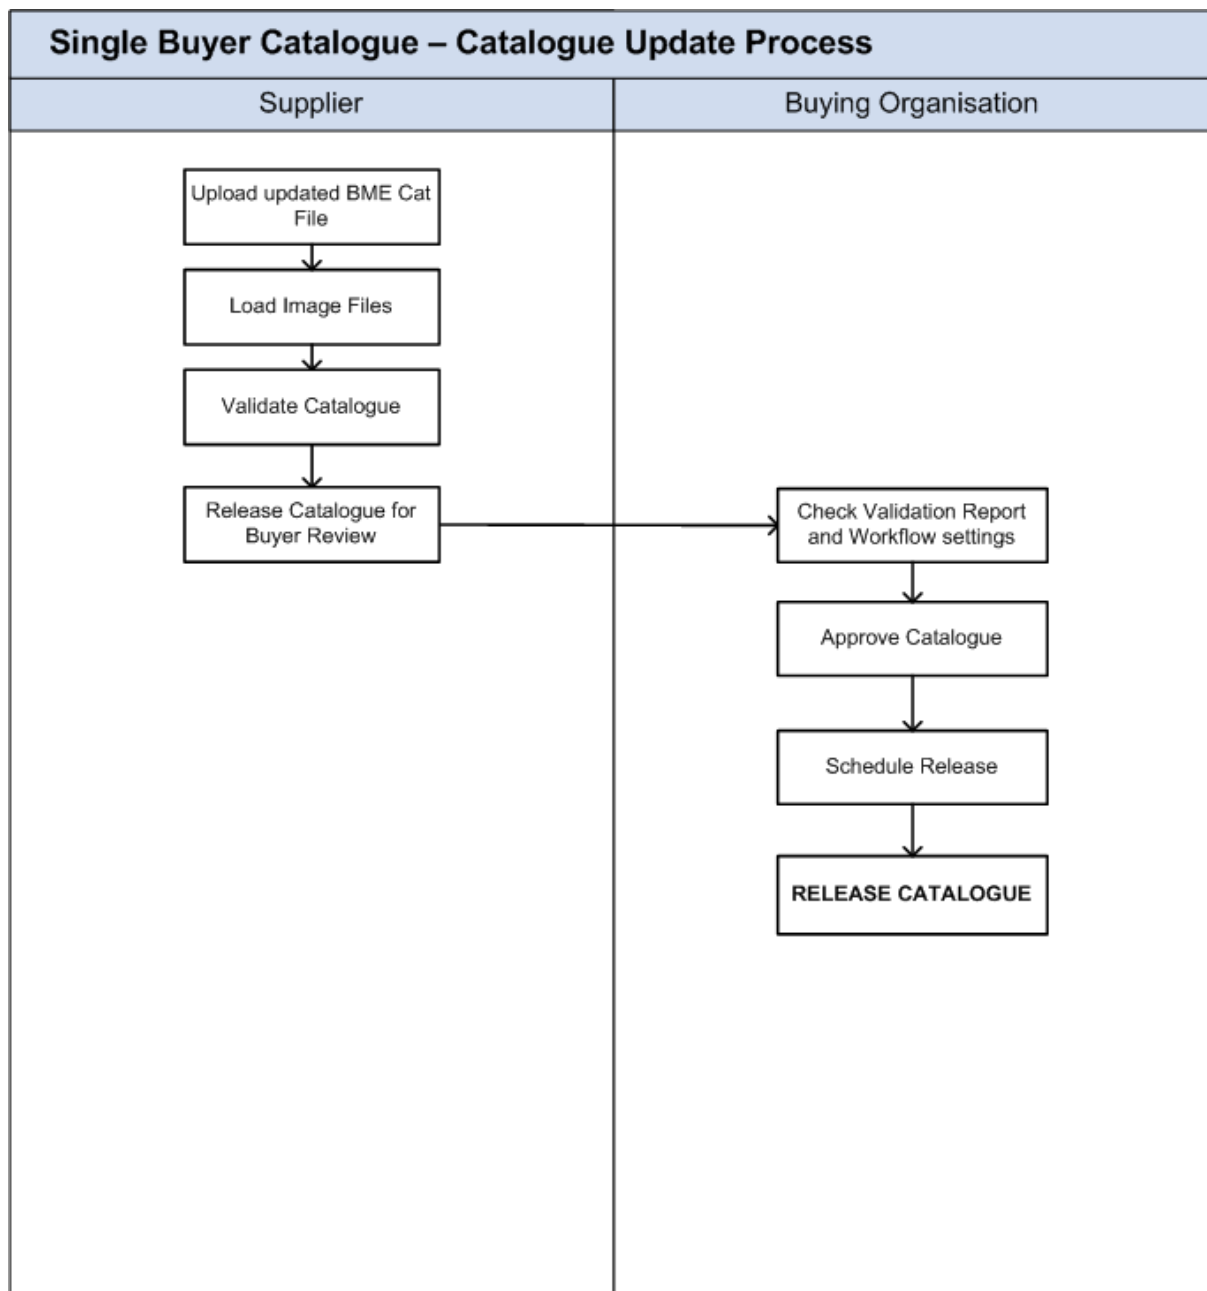 Single Buyer Catalogue – Catalogue Update Process
Supplier
Buying Organisation
Upload updated BME Cat
File
Load Image Files
Validate Catalogue
Release Catalogue for
Buyer Review
Check Validation Report
and Workflow settings
Approve Catalogue
Schedule Release
RELEASE CATALOGUE